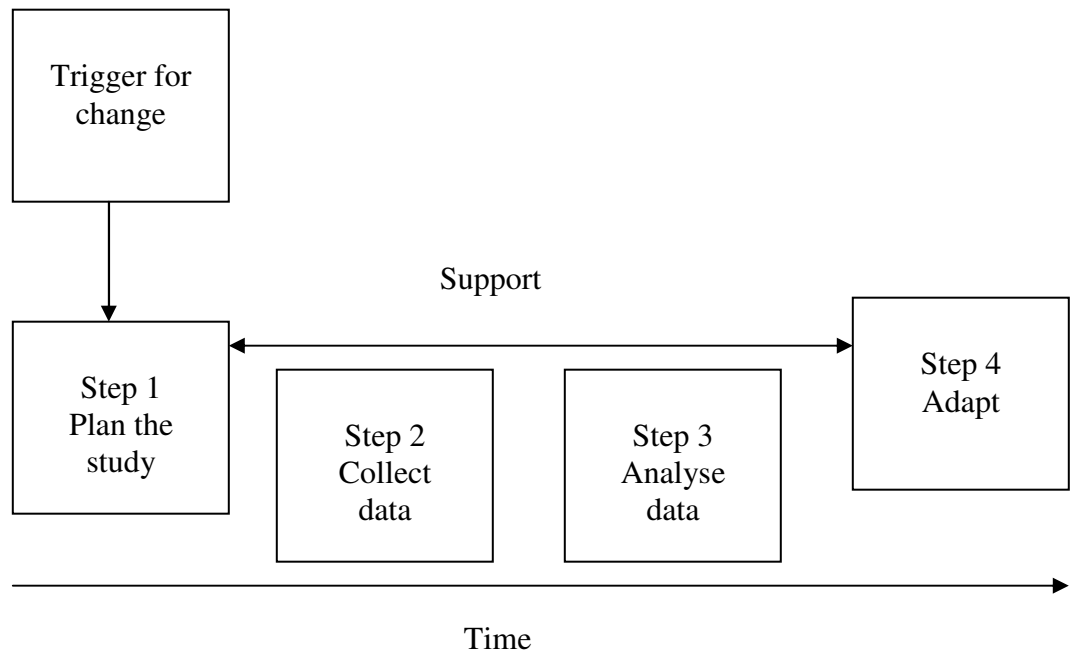 Trigger for
change
Support
Step 1
Plan the
study
Step 2
Collect
data
Step 3
Analyse
data
Step 4
Adapt
Time